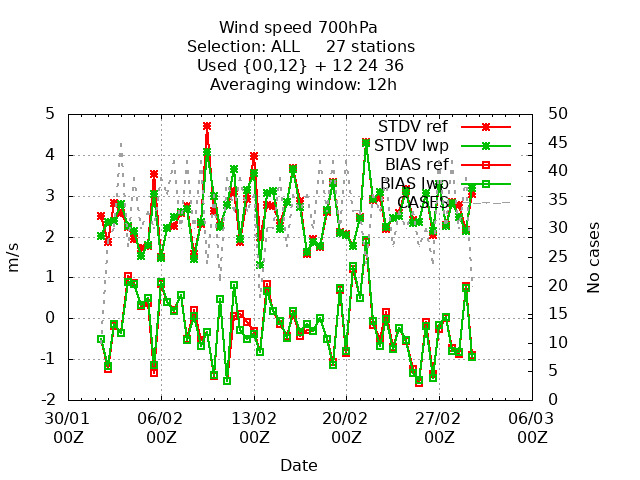 Wind speed 700hPa
Selection: ALL     27 stations
Used {00,12} + 12 24 36
Averaging window: 12h
5
4
3
2
1
0
-1
-2
m/s
50
45
40
35
30
25
20
15
10
5
0
No cases
STDV ref
STDV lwp
BIAS ref
BIAS lwp
CASES
30/01 06/02 13/02 20/02 27/02 06/03
00Z 00Z 00Z 00Z 00Z 00Z
Date